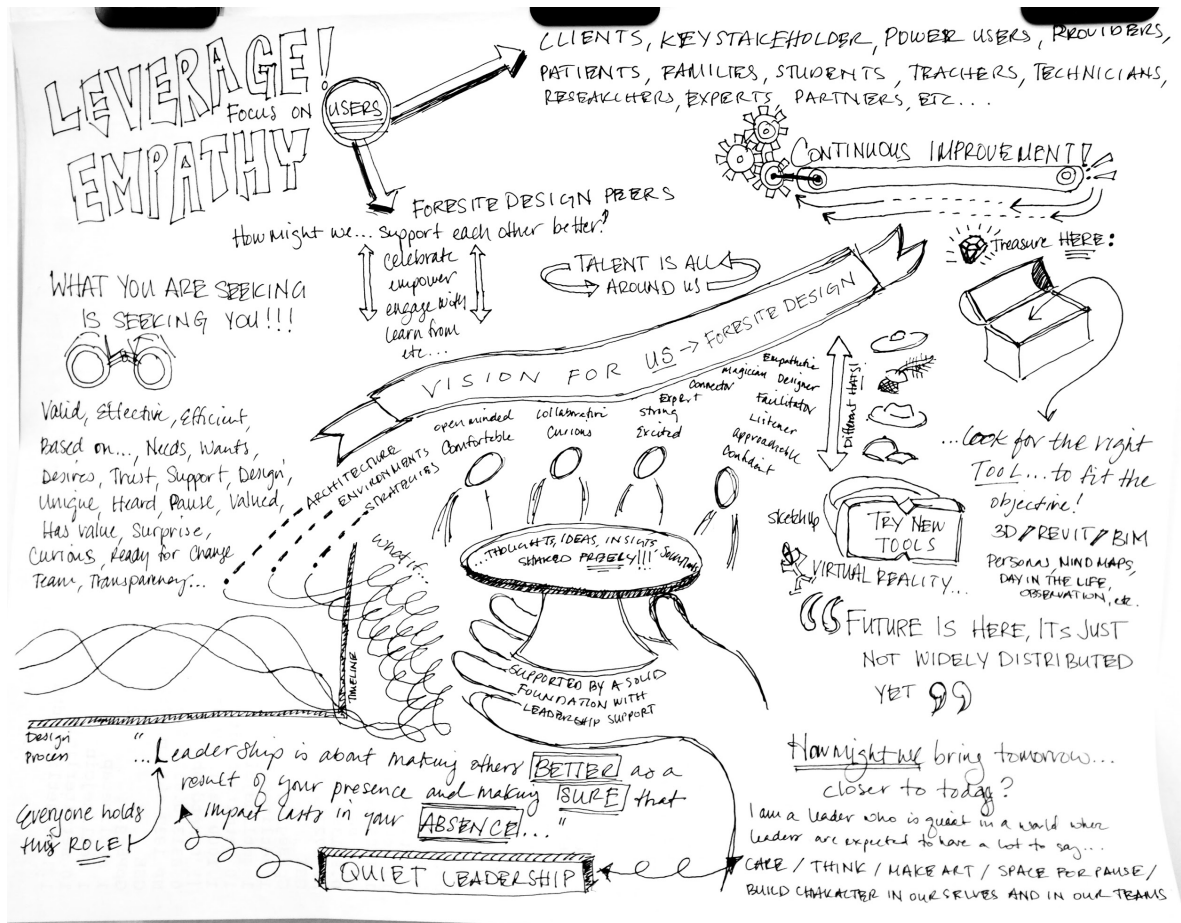 LEVERAGE!
FOCUS ON
EMPATHY
USERS
CLIENTS, KEY STAKEHOLDER, POWER USERS, PROVIDERS,
PATIENTS, FAMILIES, STUDENTS, TEACHERS, TECHNICIANS,
RESEARCHERS, EXPERTS, PARTNERS, ETC...
CONTINUOUS IMPROVEMENT!
FORESITE DESIGN PEERS
How might we... support each other better?
celebrate
empower
engage with
learn from
etc...
TALENT IS ALL
AROUND US
Treasure HERE:
WHAT YOU ARE SEEKING
IS SEEKING YOU!!!
VISION FOR US → FORESITE DESIGN
Valid, Effective, Efficient,
Based on..., Needs, Wants,
Desires, Trust, Support, Design,
Unique, Heard, Pause, Valued,
Has value, Surprise,
Curious, Ready for Change
Team, Transparency...
ARCHITECTURE
ENVIRONMENTS
STRATEGIES
open minded
Comfortable
Collaborative
Curious
strong
Excited
Empathetic
Magician Designer
Connector
Expert
Facilitator
Listener
approachable
Confident
Different HATS!
...Look for the right
TOOL...to fit the
objective!
3D/REVIT/BIM
Personas, MIND MAPS,
DAY IN THE LIFE,
OBSERVATION, etc.
SketchUp
TRY NEW
TOOLS
VIRTUAL REALITY...
what if...
...THOUGHTS, IDEAS, INSIGTS
SHARED FREELY!!!
Solutions
SUPPORTED BY A SOLID
FOUNDATION WITH
LEADERSHIP SUPPORT
TIMELINE
Design
Process
“FUTURE IS HERE, ITS JUST
NOT WIDELY DISTRIBUTED
YET”
"...Leadership is about making others BETTER as a
result of your presence and making SURE that
impact lasts in your ABSENCE..."
Everyone holds
this ROLE!
QUIET LEADERSHIP
How might we bring tomorrow...
closer to today?
I am a leader who is quiet in a world where
leaders are expected to have a lot to say...
CARE / THINK / MAKE ART / SPACE FOR PAUSE /
BUILD CHARACTER IN OURSELVES AND IN OUR TEAMS